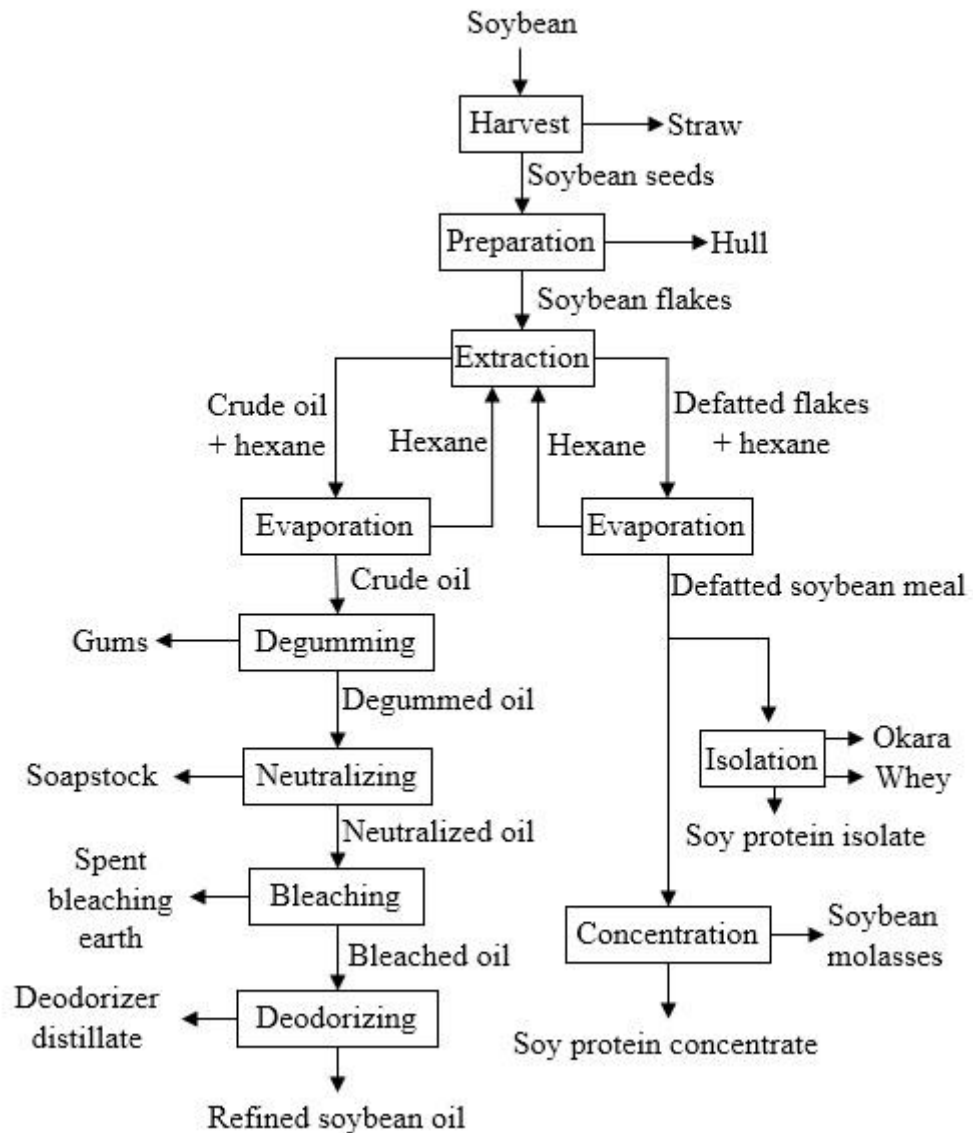 Soybean
Harvest
Straw
Soybean seeds
Preparation
Hull
Soybean flakes
Extraction
Crude oil
+ hexane
Hexane
Hexane
Defatted flakes
+ hexane
Evaporation
Evaporation
Crude oil
Defatted soybean meal
Gums
Degumming
Degummed oil
Isolation
Okara
Whey
Soapstock
Neutralizing
Neutralized oil
Soy protein isolate
Spent
bleaching
earth
Bleaching
Bleached oil
Concentration
Soybean
molasses
Deodorizer
distillate
Deodorizing
Soy protein concentrate
Refined soybean oil